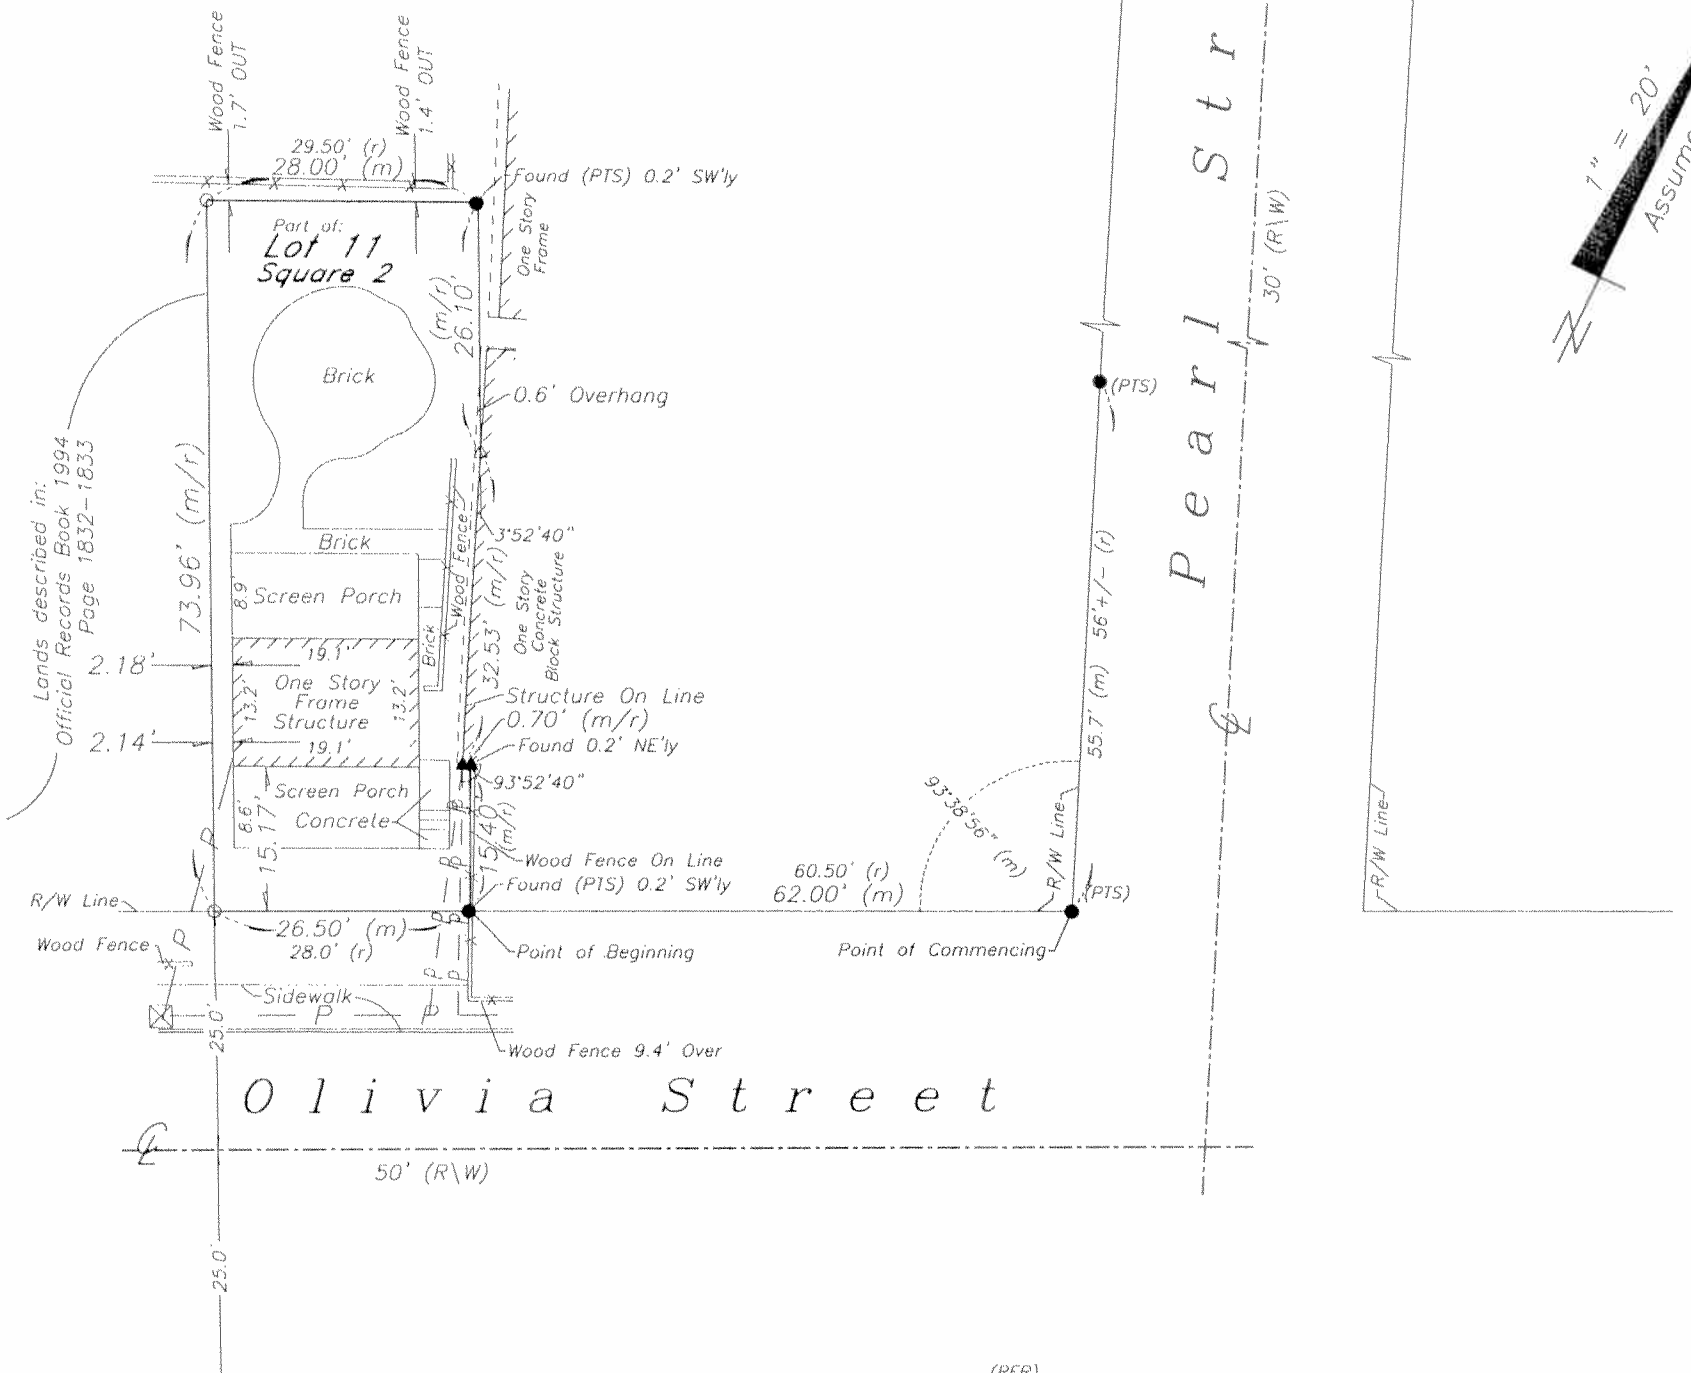 Wood Fence
1.7' OUT
Wood Fence
1.4' OUT
29.50' (r)
28.00' (m)
Found (PTS) 0.2' SW'ly
Part of:
Lot 11
Square 2
One Story
Frame
26.10'
(m/r)
Brick
0.6' Overhang
Lands described in:
Official Records Book 1994
Page 1832-1833
73.96' (m/r)
Brick
Wood Fence
3°52'40"
8.9'
Screen Porch
Brick
32.53' (m/r)
One Story
Concrete
Block Structure
2.18'
19.1'
One Story
Frame
Structure
13.2'
13.2'
Structure On Line
0.70' (m/r)
2.14'
19.1'
Found 0.2' NE'ly
93°52'40"
Screen Porch
Concrete
8.6'
15.17'
15.40'
(m/r)
P
P
Wood Fence On Line
Found (PTS) 0.2' SW'ly
60.50' (r)
62.00' (m)
93°38'56" (m)
R/W Line
(PTS)
55.7' (m) 56'+/- (r)
(PTS)
Pearl Str
30' (R\W)
R/W Line
1" = 20'
Assume
N
R/W Line
P
P
P
P
26.50' (m)
28.0' (r)
Wood Fence
P
Point of Beginning
Point of Commencing
P
P
Sidewalk
P
P
25.0'
Wood Fence 9.4' Over
Olivia Street
50' (R\W)
25.0'